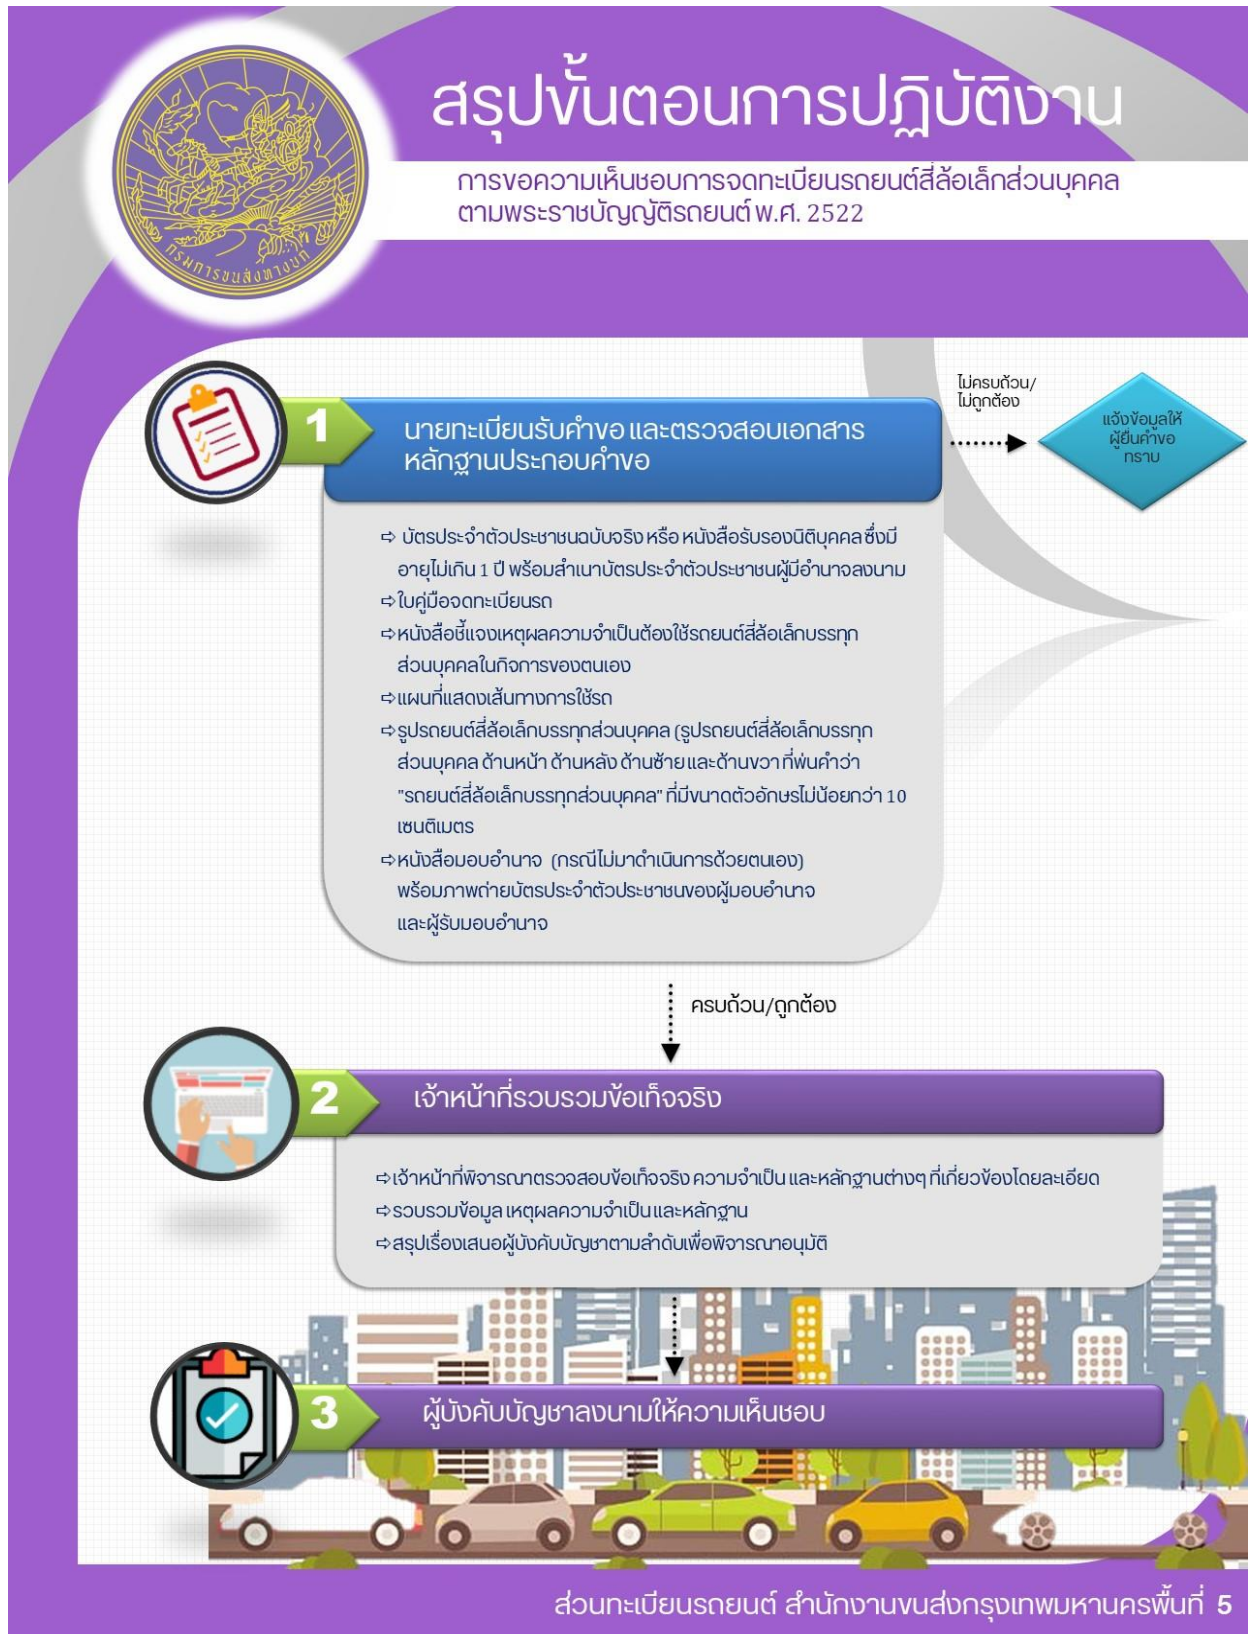 สรุปขั้นตอนการปฏิบัติงาน
การขอความเห็นชอบการจดทะเบียนรถยนต์สี่ล้อเล็กส่วนบุคคล
ตามพระราชบัญญัติรถยนต์ พ.ศ. 2522
กรมการขนส่งทางบก
ไม่ครบถ้วน/
ไม่ถูกต้อง
แจ้งข้อมูลให้
ผู้ยื่นคำขอ
ทราบ
1
นายทะเบียนรับคำขอ และตรวจสอบเอกสาร
หลักฐานประกอบคำขอ
⇨ บัตรประจำตัวประชาชนฉบับจริง หรือ หนังสือรับรองนิติบุคคล ซึ่งมี
อายุไม่เกิน 1 ปี พร้อมสำเนาบัตรประจำตัวประชาชนผู้มีอำนาจลงนาม
⇨ใบคู่มือจดทะเบียนรถ
⇨หนังสือชี้แจงเหตุผลความจำเป็นต้องใช้รถยนต์สี่ล้อเล็กบรรทุก
ส่วนบุคคลในกิจการของตนเอง
⇨แผนที่แสดงเส้นทางการใช้รถ
⇨รูปรถยนต์สี่ล้อเล็กบรรทุกส่วนบุคคล (รูปรถยนต์สี่ล้อเล็กบรรทุก
ส่วนบุคคล ด้านหน้า ด้านหลัง ด้านซ้าย และด้านขวา ที่พ่นคำว่า
"รถยนต์สี่ล้อเล็กบรรทุกส่วนบุคคล" ที่มีขนาดตัวอักษรไม่น้อยกว่า 10
เซนติเมตร
⇨หนังสือมอบอำนาจ (กรณีไม่มาดำเนินการด้วยตนเอง)
พร้อมภาพถ่ายบัตรประจำตัวประชาชนของผู้มอบอำนาจ
และผู้รับมอบอำนาจ
ครบถ้วน/ถูกต้อง
2
เจ้าหน้าที่รวบรวมข้อเท็จจริง
⇨เจ้าหน้าที่พิจารณาตรวจสอบข้อเท็จจริง ความจำเป็น และหลักฐานต่างๆ ที่เกี่ยวข้องโดยละเอียด
⇨รวบรวมข้อมูล เหตุผลความจำเป็น และหลักฐาน
⇨สรุปเรื่องเสนอผู้บังคับบัญชาตามลำดับเพื่อพิจารณาอนุมัติ
3
ผู้บังคับบัญชาลงนามให้ความเห็นชอบ
ส่วนทะเบียนรถยนต์ สำนักงานขนส่งกรุงเทพมหานครพื้นที่ 5